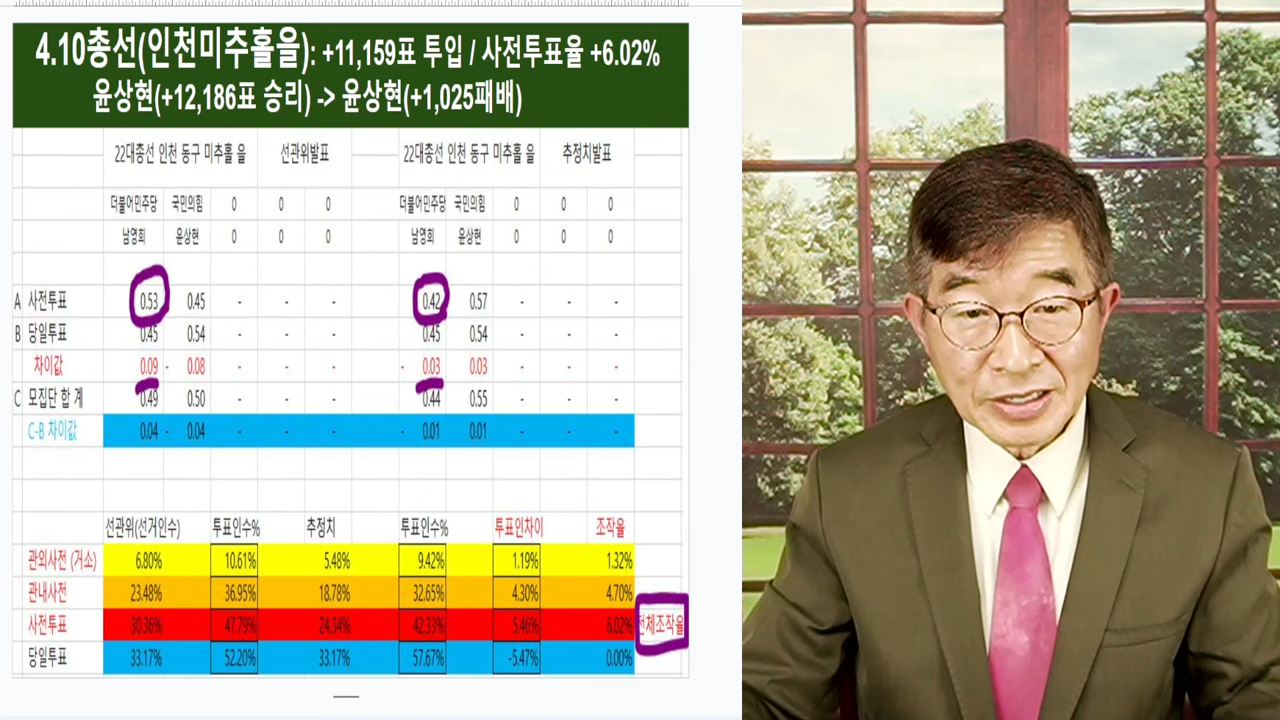 4.10총선(인천미추홀을): +11,159표 투입 / 사전투표율 +6.02%
윤상현(+12,186표 승리) -> 윤상현(+1,025패배)
22대총선 인천 동구 미추홀 을 선관위발표 22대총선 인천 동구 미추홀 을 추정치발표
더불어민주당 국민의힘 0 0 0 더불어민주당 국민의힘 0 0 0
남영희 윤상현 0 0 0 남영희 윤상현 0 0 0
A 사전투표 0.53 0.45 - - - 0.42 0.57 - - -
B 당일투표 0.45 0.54 - - - 0.45 0.54 - - -
차이값 0.09 - 0.08 - - - - 0.03 0.03 - - -
C 모집단 합 계 0.49 0.50 - - - 0.44 0.55 - - -
C-B 차이값 0.04 - 0.04 - - - - 0.01 0.01 - - -
선관위(선거인수) 투표인수% 추정치 투표인수% 투표인차이 조작율
관외사전 (거소) 6.80% 10.61% 5.48% 9.42% 1.19% 1.32%
관내사전 23.48% 36.95% 18.78% 32.65% 4.30% 4.70%
사전투표 30.36% 47.79% 24.34% 42.33% 5.46% 6.02% 전체조작율
당일투표 33.17% 52.20% 33.17% 57.67% -5.47% 0.00%